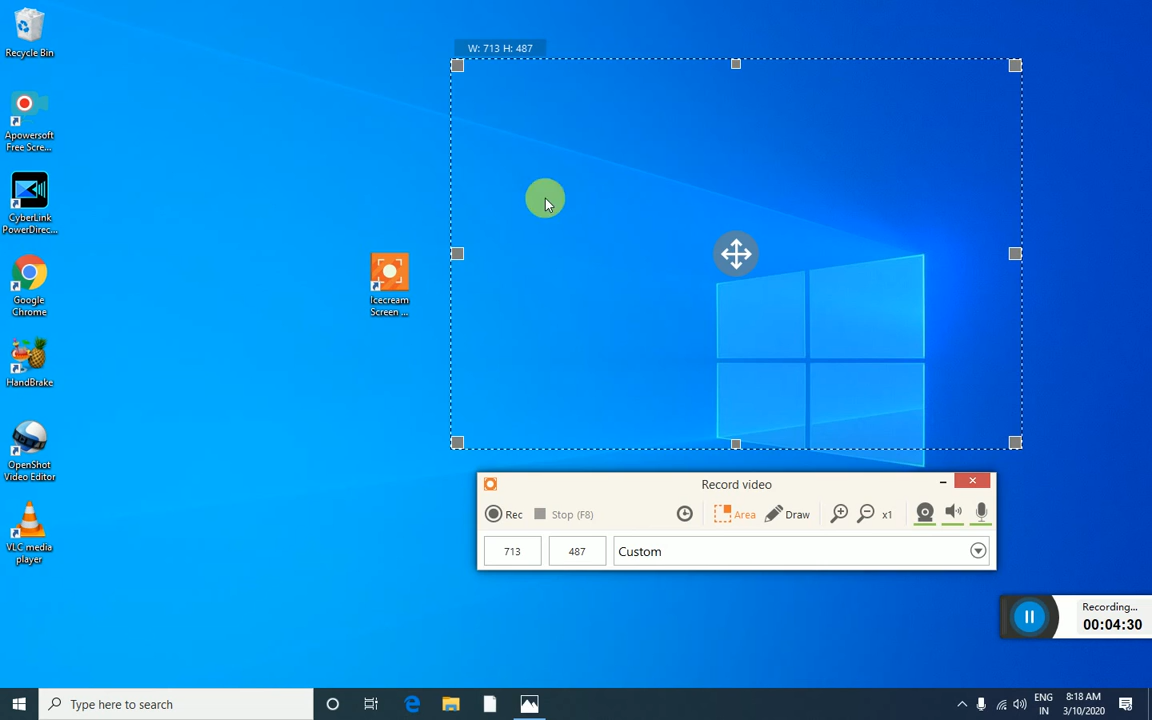 Recycle Bin
Apowersoft
Free Scre...
CyberLink
PowerDirec...
Google
Chrome
HandBrake
OpenShot
Video Editor
VLC media
player
Icecream
Screen ...
W: 713 H: 487
Record video
Rec
Stop (F8)
Area
Draw
x1
713
487
Custom
Recording...
00:04:30
Type here to search
ENG
IN
8:18 AM
3/10/2020